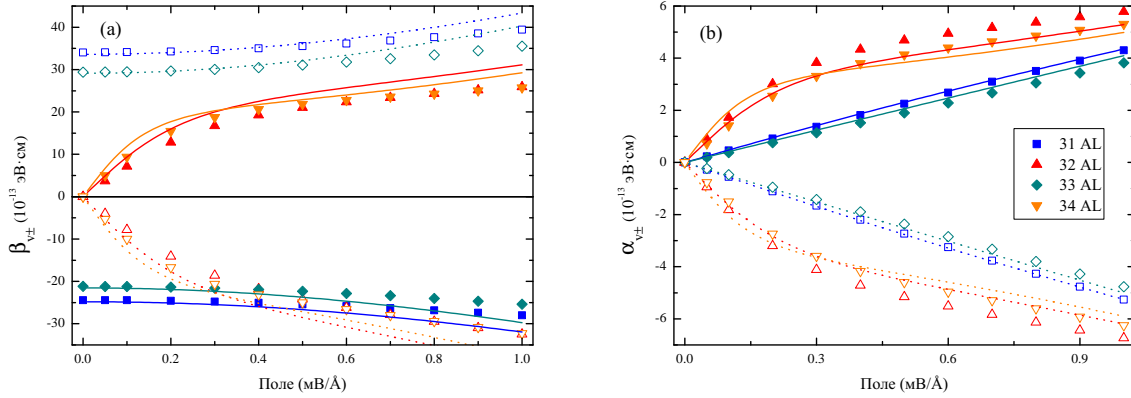 (a)
β_{v±} (10⁻¹³ эВ·см)
40
30
20
10
0
-10
-20
-30
0.0 0.2 0.4 0.6 0.8 1.0
Поле (мВ/Å)
(b)
α_{v±} (10⁻¹³ эВ·см)
6
4
2
0
-2
-4
-6
31 AL
32 AL
33 AL
34 AL
0.0 0.3 0.6 0.9
Поле (мВ/Å)